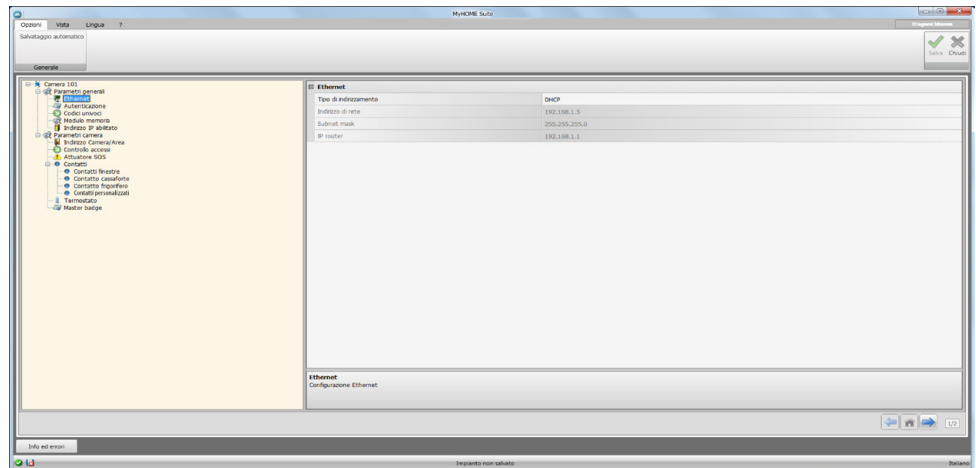 MyHOME Suite
Opzioni Vista Lingua ?
Salvataggio automatico
Salva Chiudi
Generale
Camera 101
Parametri generali
Ethernet
Autenticazione
Codici univoci
Modulo memoria
Indirizzo IP abilitato
Parametri camera
Indirizzo Camera/Area
Controllo accessi
Attuatore SOS
Contatti
Contatti finestre
Contatto cassaforte
Contatto frigorifero
Contatti personalizzati
Termostato
Master badge
Ethernet
Tipo di indirizzamento DHCP
Indirizzo di rete 192.168.1.5
Subnet mask 255.255.255.0
IP router 192.168.1.1
Ethernet
Configurazione Ethernet
1/2
Info ed errori
Impianto non salvato Italiano